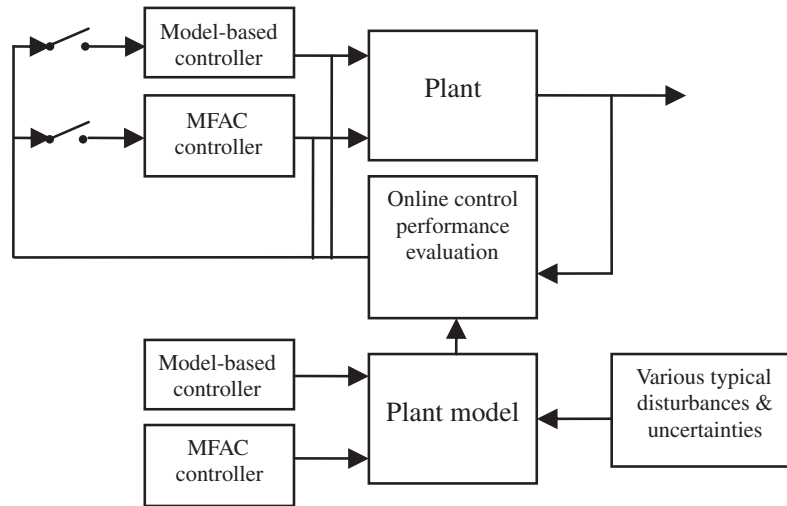 Model-based
controller
Plant
MFAC
controller
Online control
performance
evaluation
Model-based
controller
Plant model
Various typical
disturbances &
uncertainties
MFAC
controller